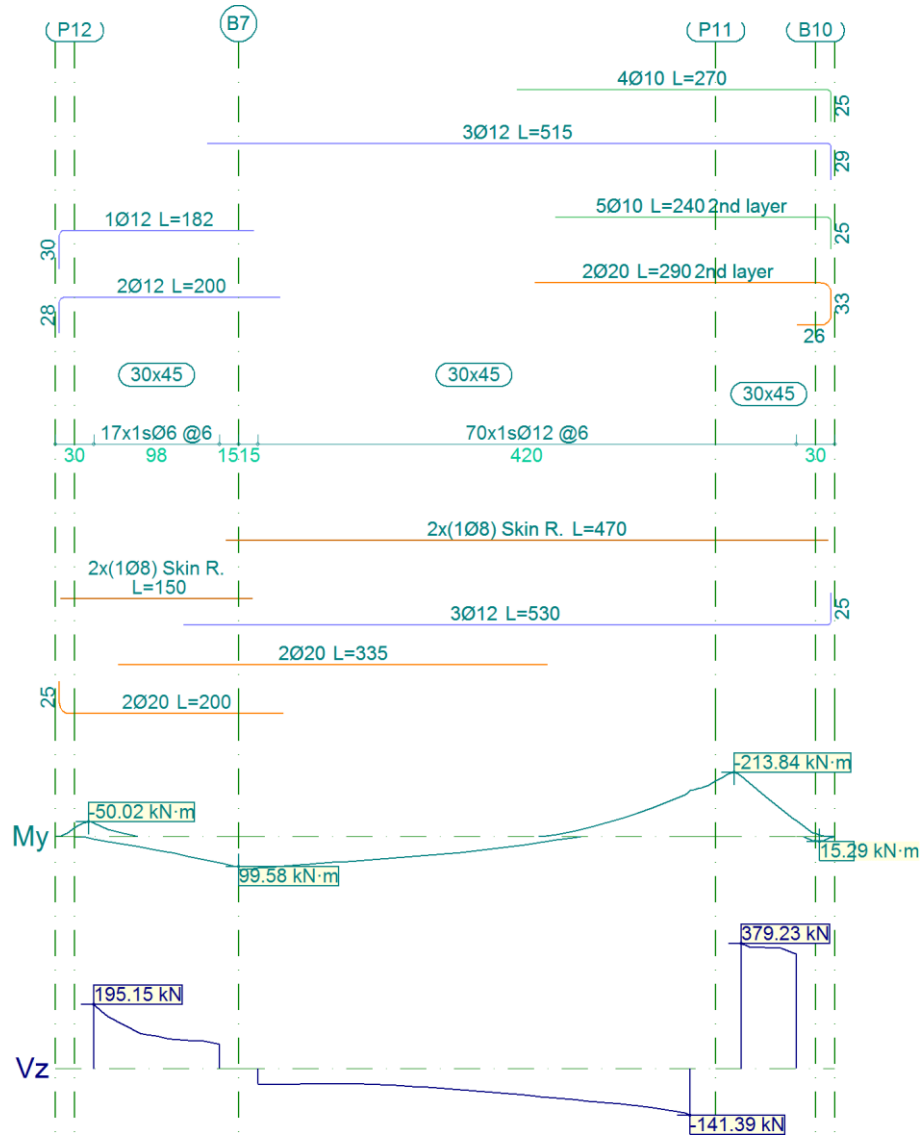 P12
B7
P11
B10
4Ø10 L=270
25
3Ø12 L=515
29
1Ø12 L=182
30
5Ø10 L=240 2nd layer
25
2Ø12 L=200
28
2Ø20 L=290 2nd layer
33
26
30x45
30x45
30x45
17x1sØ6 @6
70x1sØ12 @6
30
98
1515
420
30
2x(1Ø8) Skin R. L=470
2x(1Ø8) Skin R.
L=150
3Ø12 L=530
25
2Ø20 L=335
2Ø20 L=200
25
-213.84 kN·m
-50.02 kN·m
My
99.58 kN·m
15.29 kN·m
379.23 kN
195.15 kN
Vz
-141.39 kN